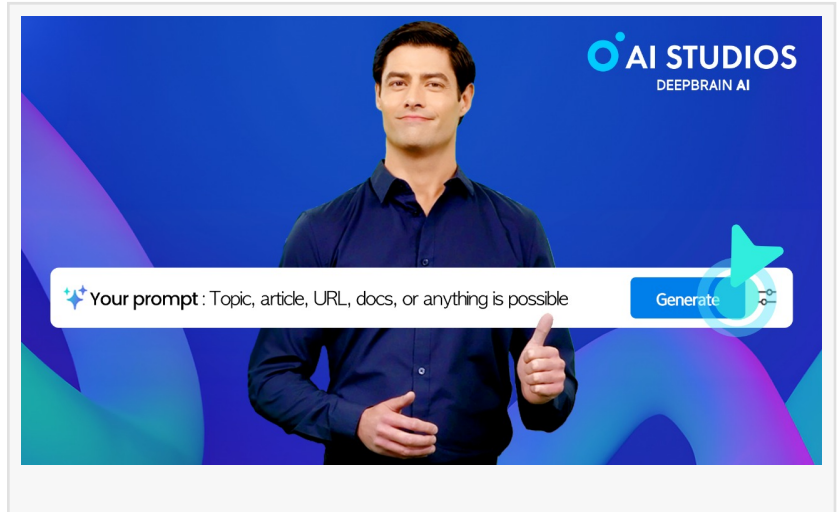 AI STUDIOS
DEEPBRAIN AI
Your prompt : Topic, article, URL, docs, or anything is possible
Generate